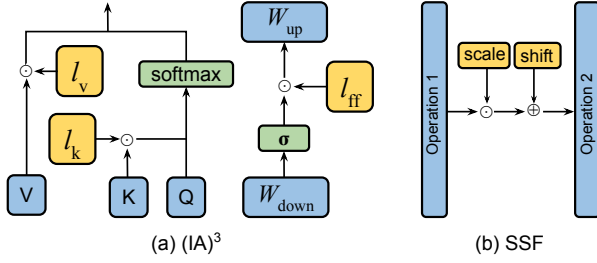 l_v
softmax
l_k
V
K
Q
W_up
l_ff
σ
W_down
(a) (IA)³
Operation 1
scale
shift
Operation 2
(b) SSF